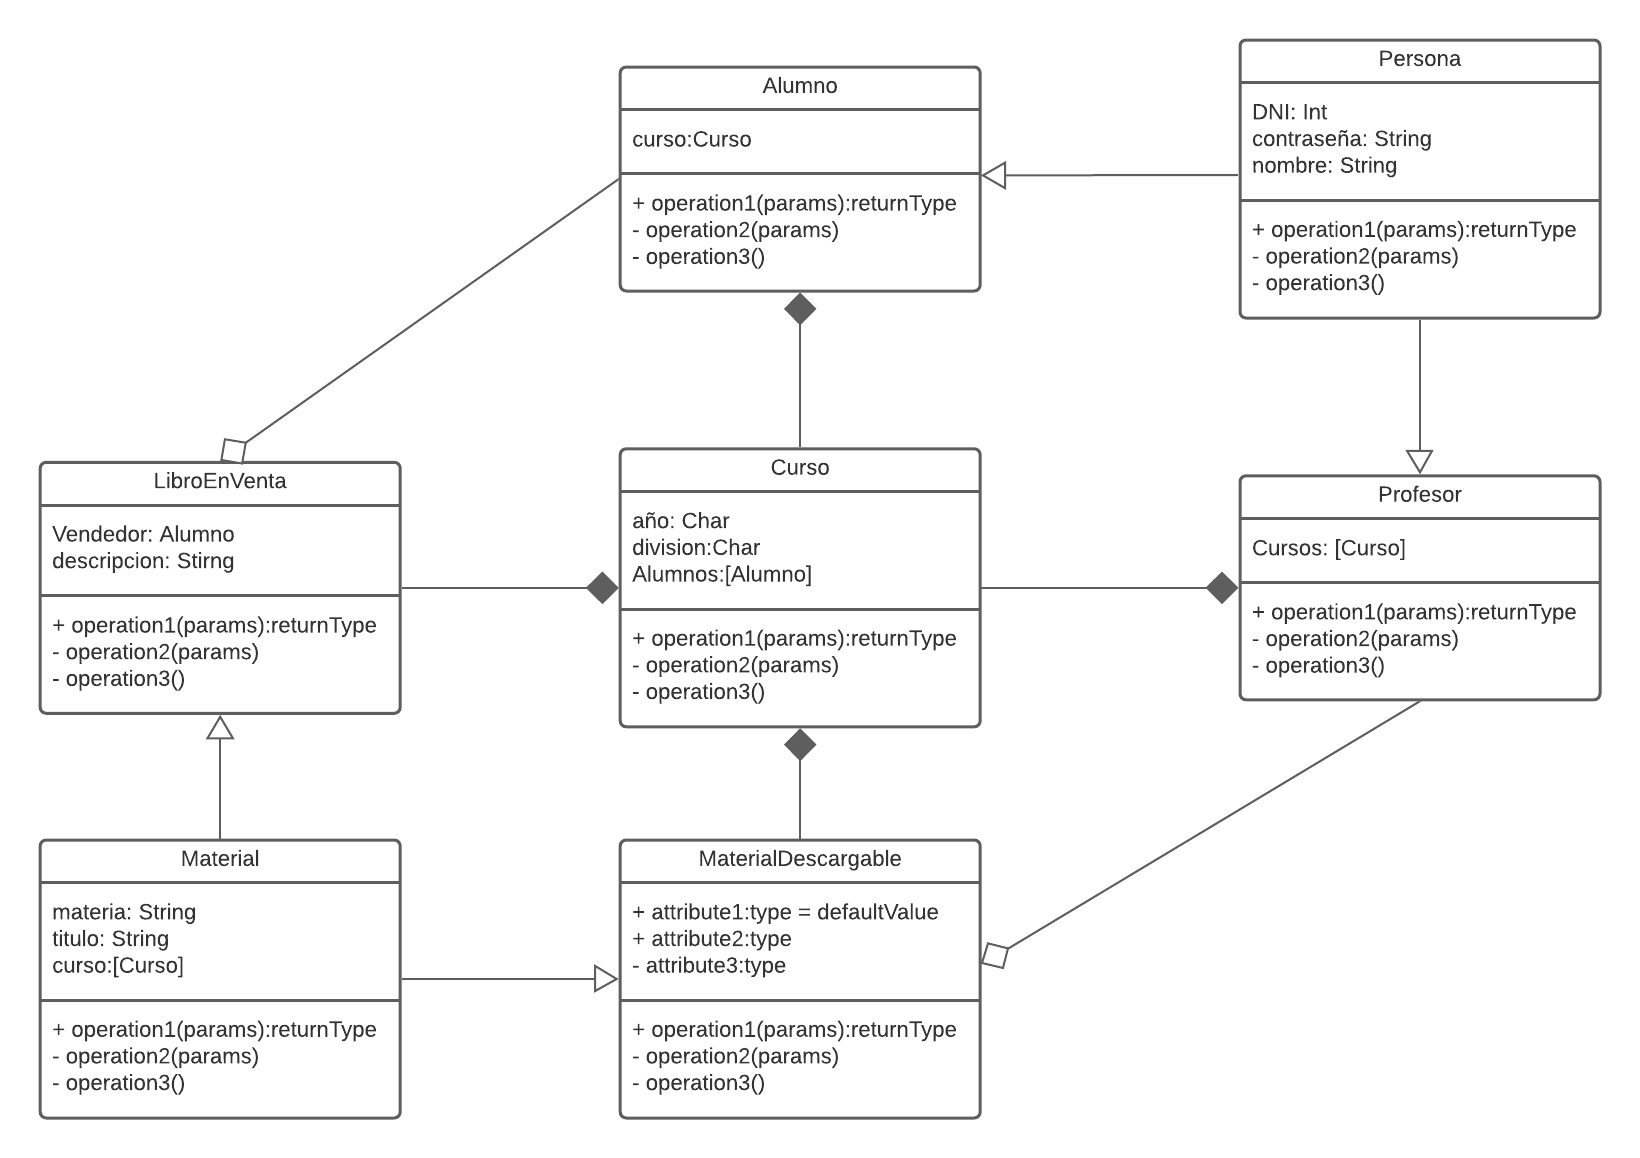 Alumno
curso:Curso
+ operation1(params):returnType
- operation2(params)
- operation3()
Persona
DNI: Int
contraseña: String
nombre: String
+ operation1(params):returnType
- operation2(params)
- operation3()
LibroEnVenta
Vendedor: Alumno
descripcion: Stirng
+ operation1(params):returnType
- operation2(params)
- operation3()
Curso
año: Char
division:Char
Alumnos:[Alumno]
+ operation1(params):returnType
- operation2(params)
- operation3()
Profesor
Cursos: [Curso]
+ operation1(params):returnType
- operation2(params)
- operation3()
Material
materia: String
titulo: String
curso:[Curso]
+ operation1(params):returnType
- operation2(params)
- operation3()
MaterialDescargable
+ attribute1:type = defaultValue
+ attribute2:type
- attribute3:type
+ operation1(params):returnType
- operation2(params)
- operation3()